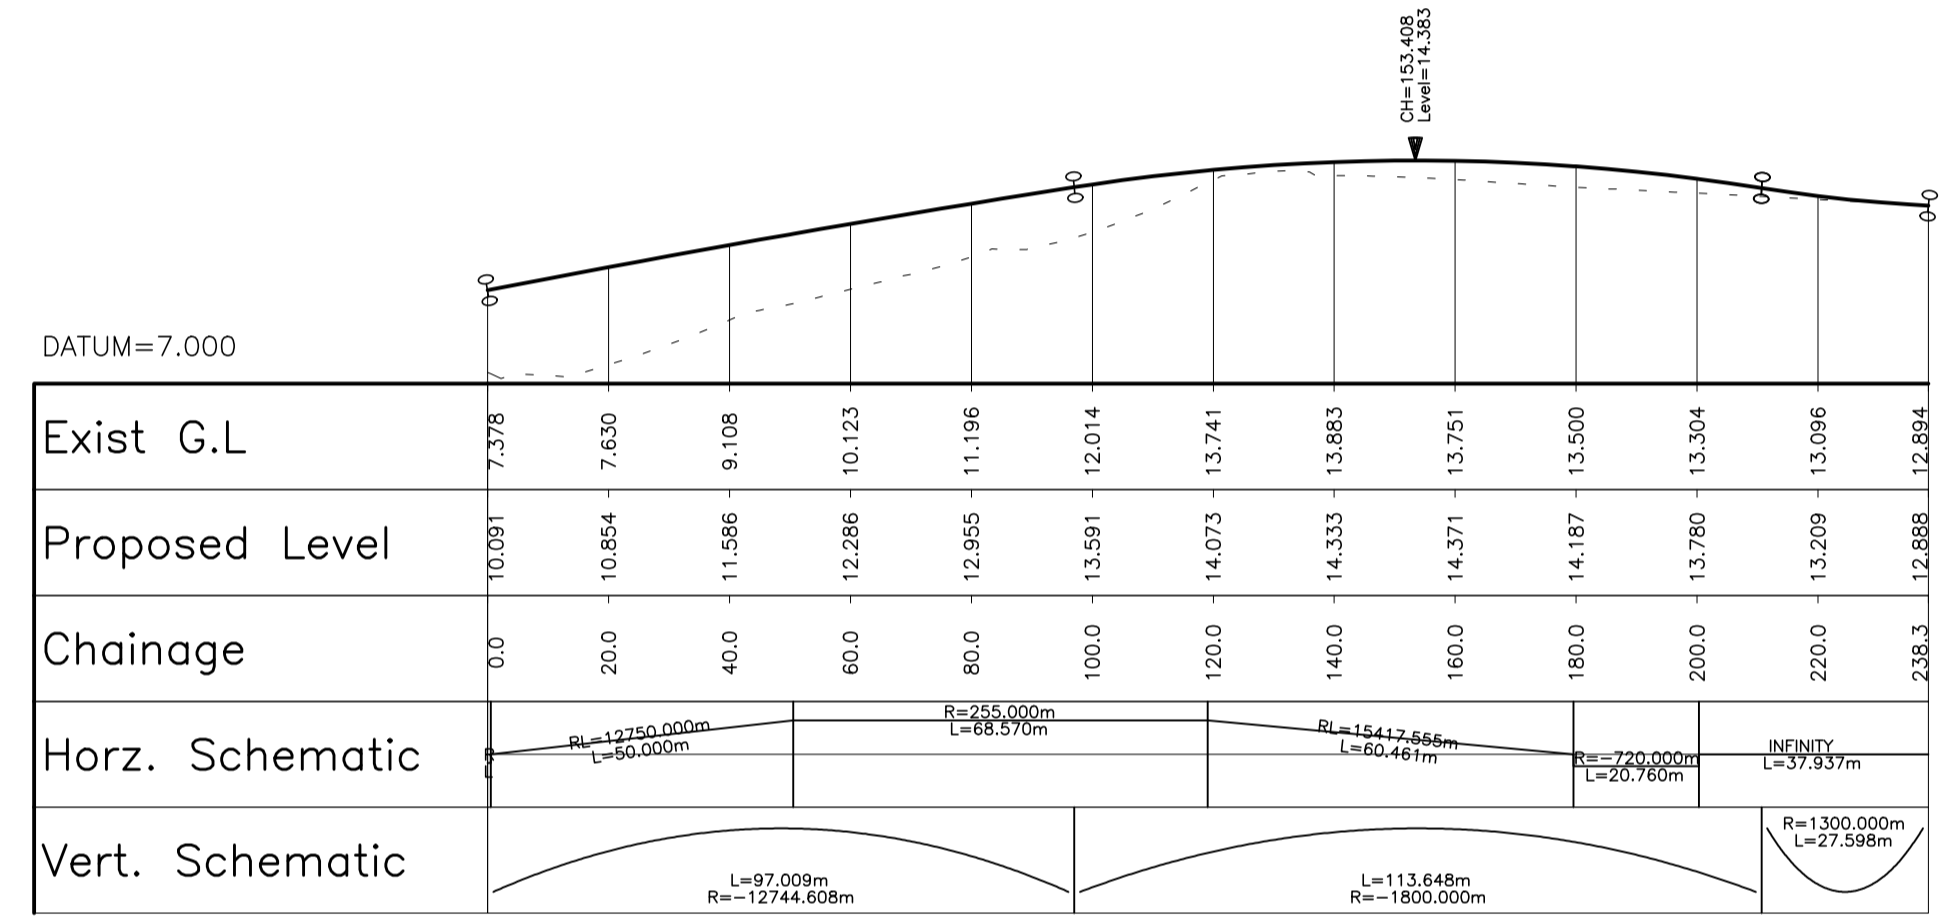 CH=153.408
Level=14.383
DATUM=7.000
Exist G.L 7.378 7.630 9.108 10.123 11.196 12.014 13.741 13.883 13.751 13.500 13.304 13.096 12.894
Proposed Level 10.091 10.854 11.586 12.286 12.955 13.591 14.073 14.333 14.371 14.187 13.780 13.209 12.888
Chainage 0.0 20.0 40.0 60.0 80.0 100.0 120.0 140.0 160.0 180.0 200.0 220.0 238.3
Horz. Schematic
RL=12750.000m
L=50.000m
R=255.000m
L=68.570m
RL=15417.555m
L=60.461m
R=-720.000m
L=20.760m
INFINITY
L=37.937m
Vert. Schematic
L=97.009m
R=-12744.608m
L=113.648m
R=-1800.000m
R=1300.000m
L=27.598m